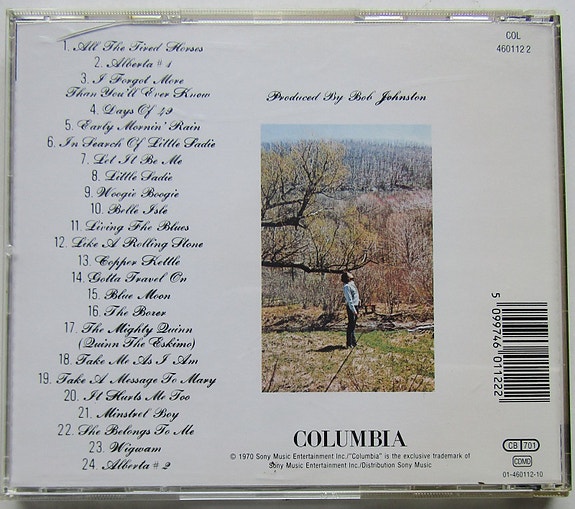 1. All The Tired Horses
2. Alberta # 1
3. I Forgot More
Than You'll Ever Know
4. Days Of 49
5. Early Mornin' Rain
6. In Search Of Little Sadie
7. Let It Be Me
8. Little Sadie
9. Woogie Boogie
10. Belle Isle
11. Living The Blues
12. Like A Rolling Stone
13. Copper Kettle
14. Gotta Travel On
15. Blue Moon
16. The Boxer
17. The Mighty Quinn
(Quinn The Eskimo)
18. Take Me As I Am
19. Take A Message To Mary
20. It Hurts Me Too
21. Minstrel Boy
22. She Belongs To Me
23. Wigwam
24 Alberta # 2
COL
460112 2
Produced By Bob Johnston
5 099746 011222
COLUMBIA
© 1970 Sony Music Entertainment Inc./"Columbia" is the exclusive trademark of
Sony Music Entertainment Inc./Distribution Sony Music
CB 701
CDMO
01-460112-10